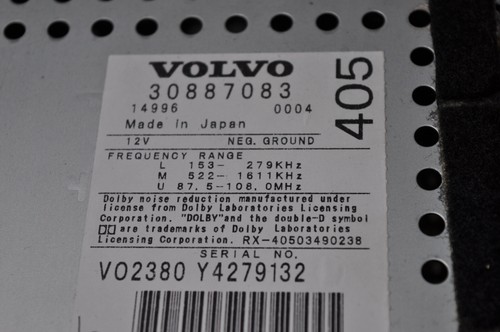 VOLVO
30887083
405
14996 0004
Made in Japan
12V NEG. GROUND
FREQUENCY RANGE
L 153- 279KHz
M 522-1611KHz
U 87.5-108.0MHz
Dolby noise reduction manufactured under
license from Dolby Laboratories Licensing
Corporation. "DOLBY"and the double-D symbol
are trademarks of Dolby Laboratories
Licensing Corporation. RX-40503490238
SERIAL NO.
VO2380 Y4279132